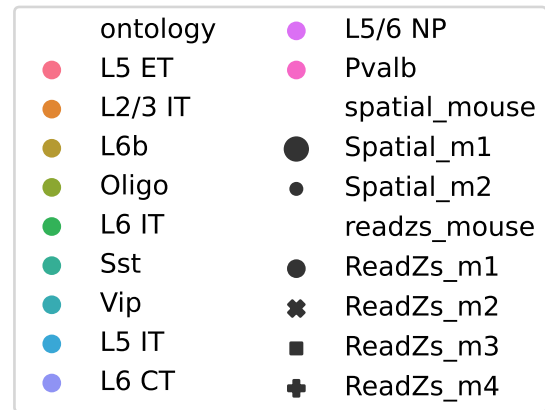 ontology
L5 ET
L2/3 IT
L6b
Oligo
L6 IT
Sst
Vip
L5 IT
L6 CT
L5/6 NP
Pvalb
spatial_mouse
Spatial_m1
Spatial_m2
readzs_mouse
ReadZs_m1
ReadZs_m2
ReadZs_m3
ReadZs_m4